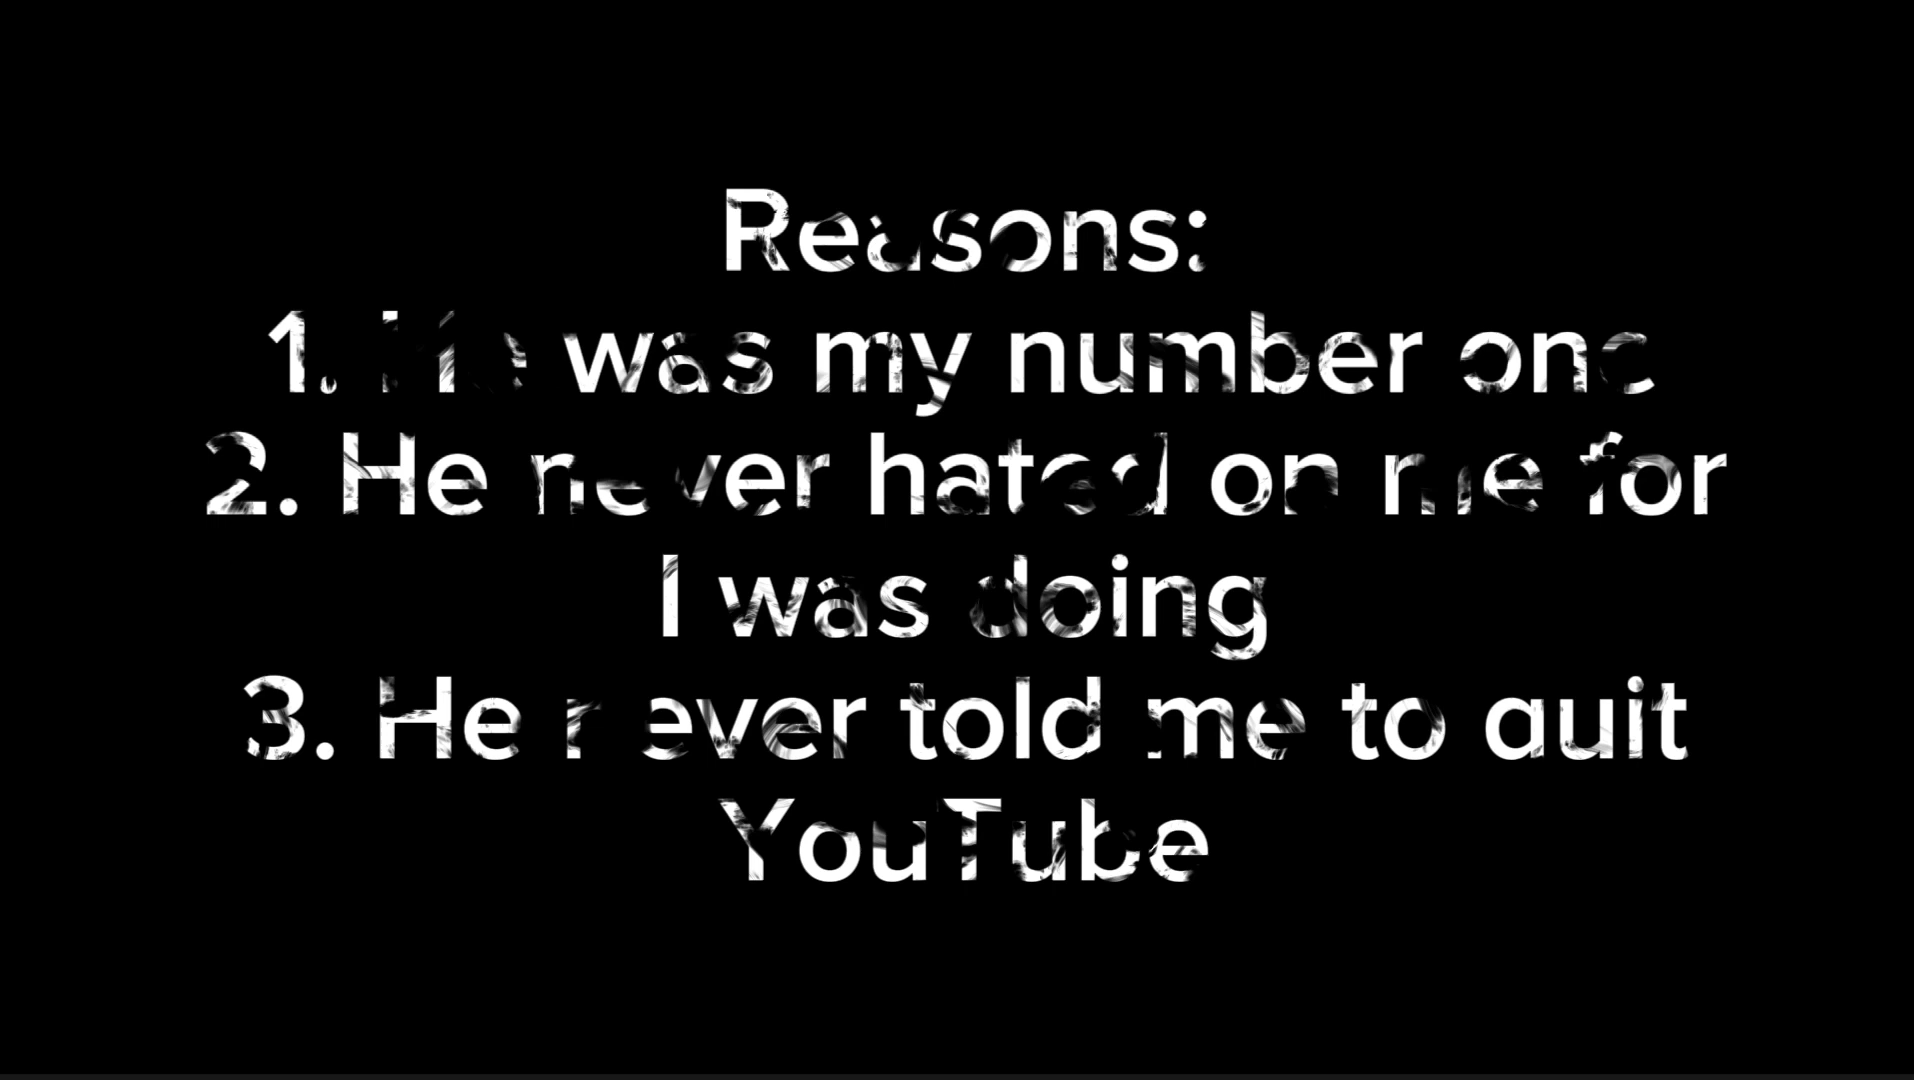 Reasons:
1. He was my number one
2. He never hated on me for
I was doing
3. He never told me to quit
YouTube